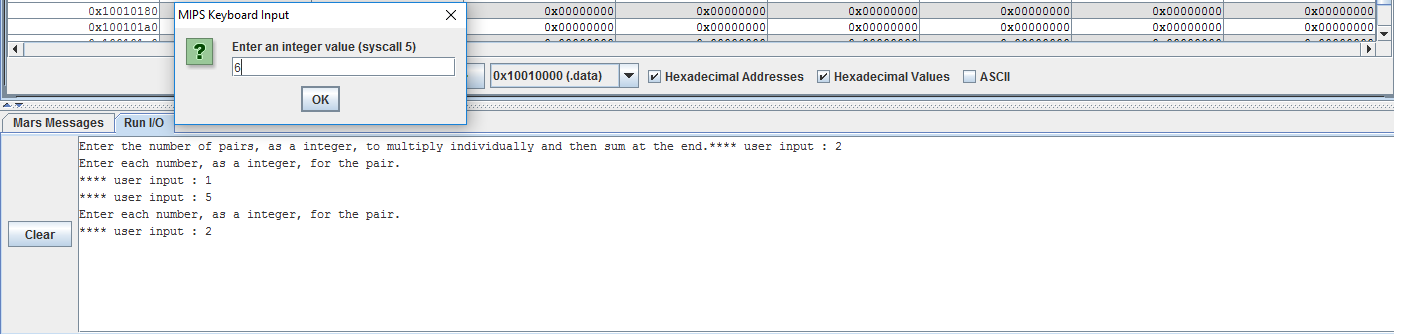 0x10010180 0x00000000 0x00000000 0x00000000 0x00000000 0x00000000 0x00000000
MIPS Keyboard Input
0x100101a0 0x00000000 0x00000000 0x00000000 0x00000000 0x00000000 0x00000000
Enter an integer value (syscall 5)
6
OK
0x10010000 (.data) Hexadecimal Addresses Hexadecimal Values ASCII
Mars Messages Run I/O
Clear
Enter the number of pairs, as a integer, to multiply individually and then sum at the end.**** user input : 2
Enter each number, as a integer, for the pair.
**** user input : 1
**** user input : 5
Enter each number, as a integer, for the pair.
**** user input : 2